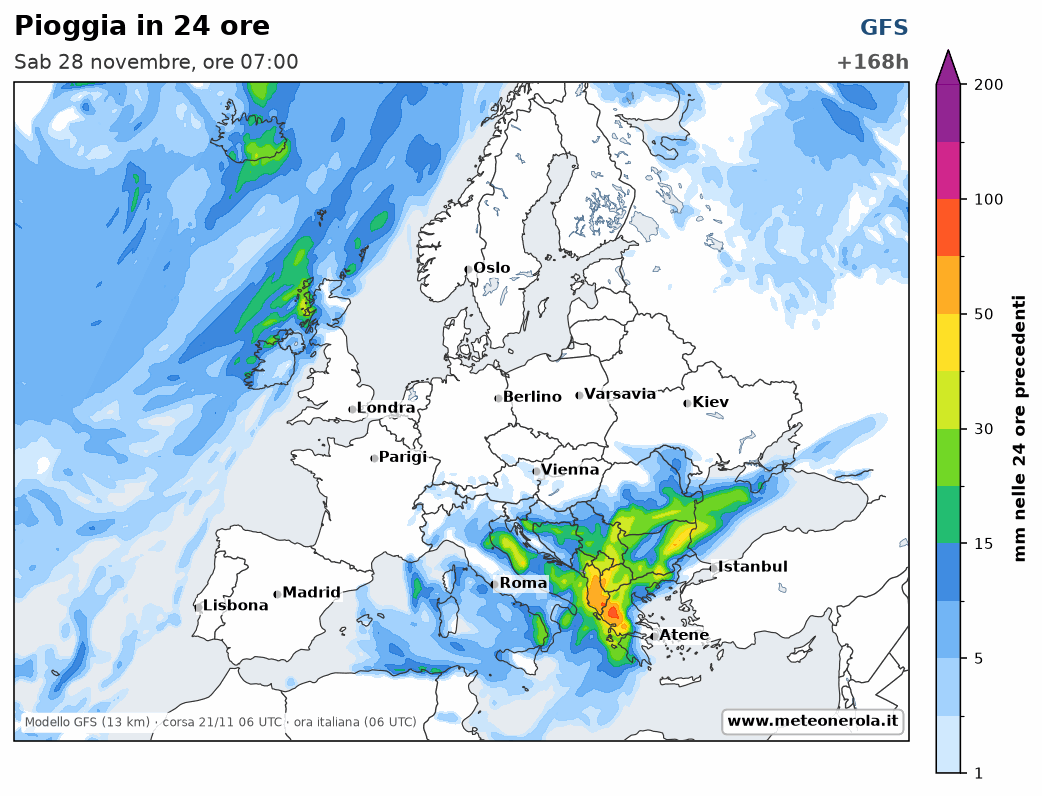 Pioggia in 24 ore
GFS
Sab 28 novembre, ore 07:00
+168h
200
100
50
30
15
5
1
mm nelle 24 ore precedenti
Oslo
Berlino
Varsavia
Kiev
Londra
Parigi
Vienna
Istanbul
Roma
Madrid
Lisbona
Atene
Modello GFS (13 km) · corsa 21/11 06 UTC · ora italiana (06 UTC)
www.meteonerola.it